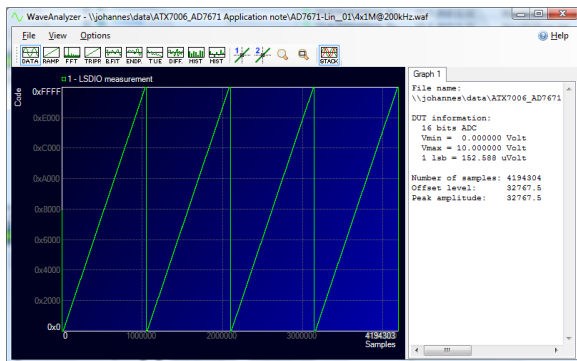 WaveAnalyzer - \\johannes\data\ATX7006_AD7671 Application note\AD7671-Lin_01\4x1M@200kHz.waf
File View Options Help
DATA RAMP FFT TRIPP. B.FIT ENDP. TUE DIFF. HIST HIST 1 2 STACK
1 - LSDIO measurement
Code
0xFFFF
0xE000
0xC000
0xA000
0x8000
0x6000
0x4000
0x2000
0x0
0 1000000 2000000 3000000 4194303
Samples
Graph 1
File name:
\\johannes\data\ATX7006_AD7671
DUT information:
16 bits ADC
Vmin = 0.000000 Volt
Vmax = 10.000000 Volt
1 lsb = 152.588 uVolt
Number of samples: 4194304
Offset level: 32767.5
Peak amplitude: 32767.5